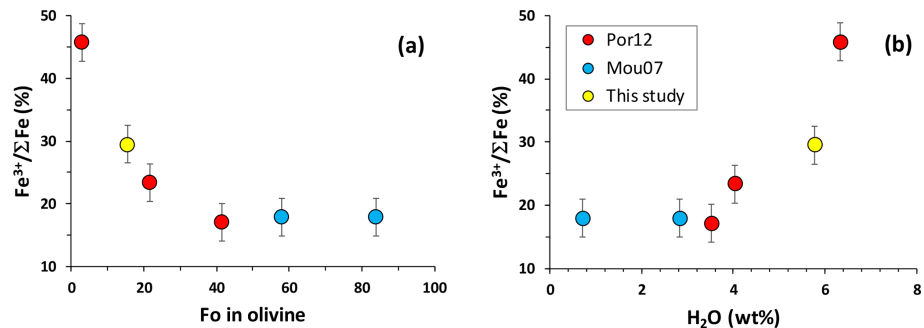 50
40
30
20
10
Fe³⁺/ΣFe (%)
(a)
0 20 40 60 80 100
Fo in olivine
50
40
30
20
10
Fe³⁺/ΣFe (%)
Por12
Mou07
This study
(b)
0 2 4 6 8
H₂O (wt%)